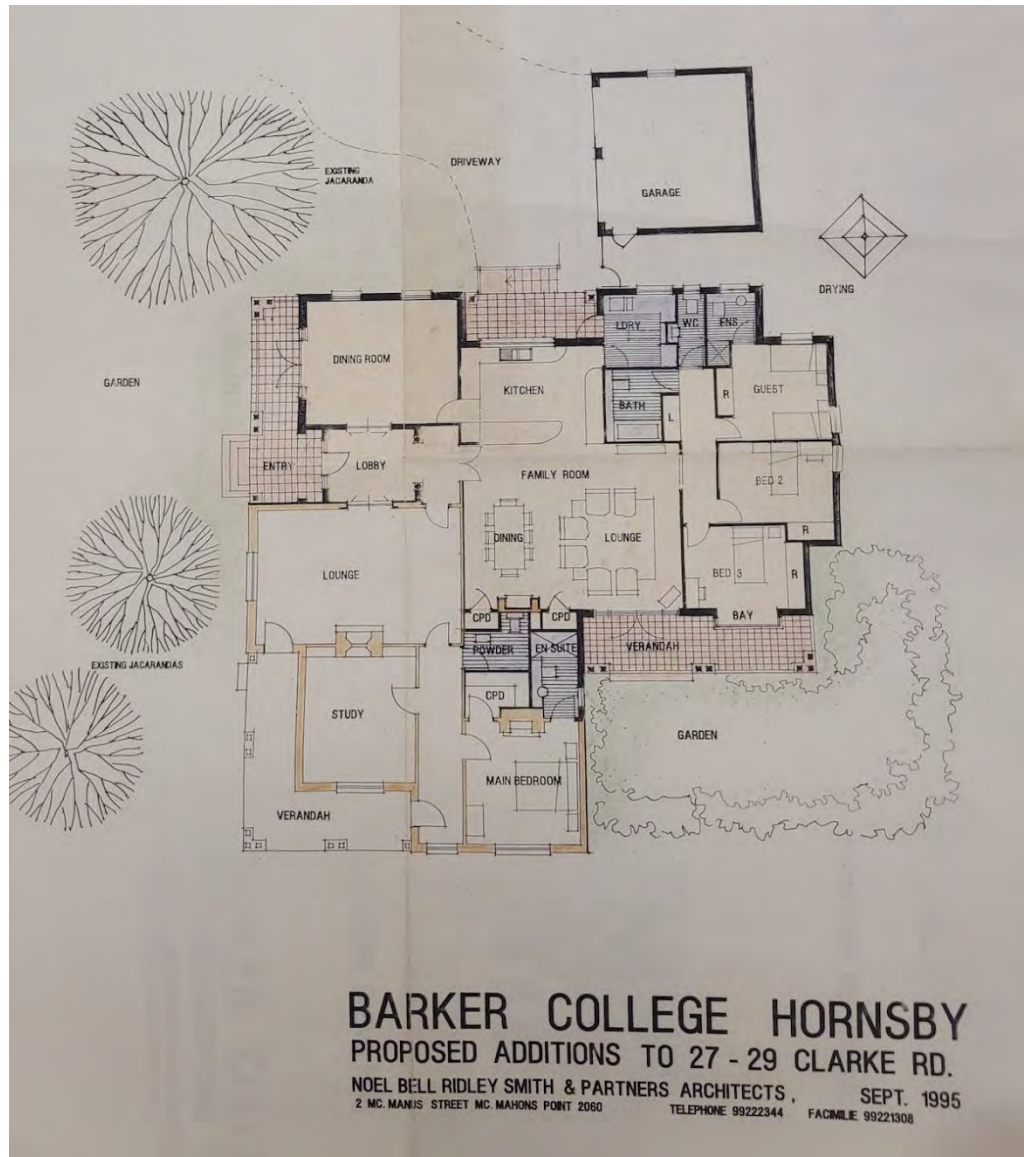 DRIVEWAY
EXISTING
JACARANDA
GARAGE
DRYING
LDRY
WC
ENS
DINING ROOM
GARDEN
KITCHEN
GUEST
R
BATH
L
ENTRY
LOBBY
FAMILY ROOM
BED 2
R
DINING
LOUNGE
BED 3
R
LOUNGE
BAY
CPD
CPD
POWDER
EN SUITE
VERANDAH
EXISTING JACARANDAS
CPD
STUDY
GARDEN
MAIN BEDROOM
VERANDAH
BARKER COLLEGE HORNSBY
PROPOSED ADDITIONS TO 27 - 29 CLARKE RD.
NOEL BELL RIDLEY SMITH & PARTNERS ARCHITECTS, SEPT. 1995
2 MC. MANUS STREET MC. MAHONS POINT 2060 TELEPHONE 99222344 FACIMILIE 99221308